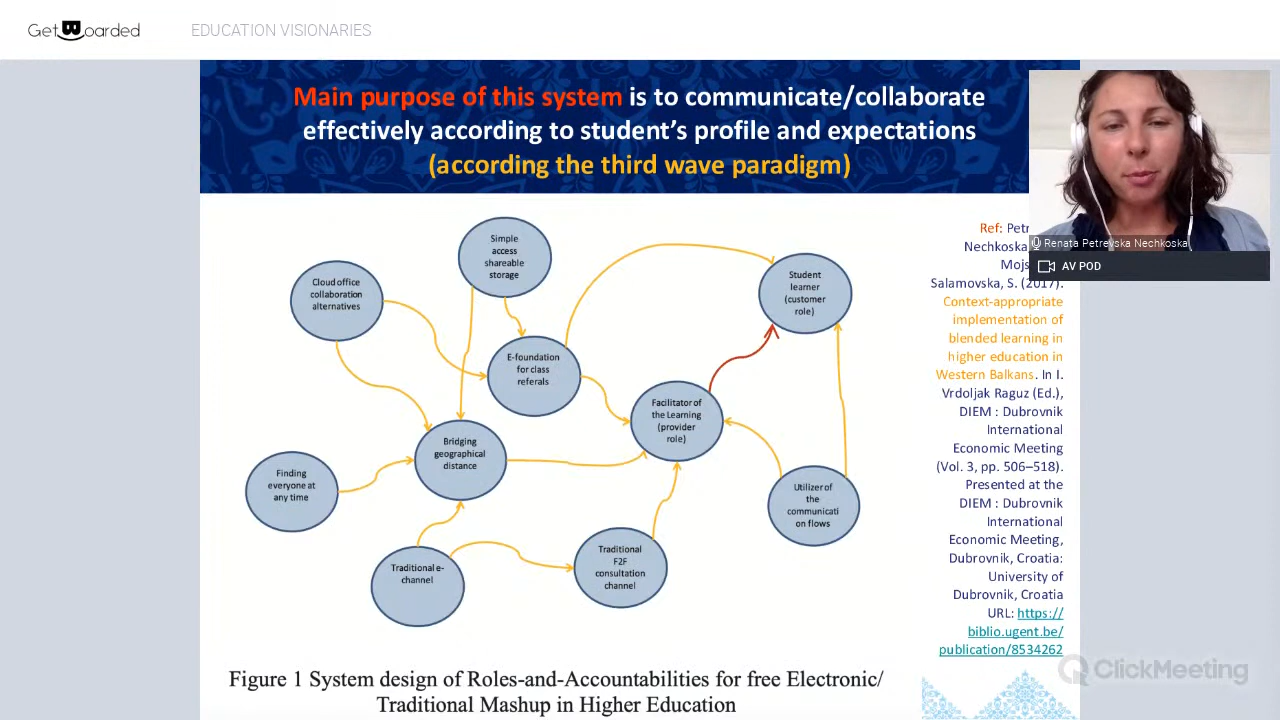 Get Boarded
EDUCATION VISIONARIES
Main purpose of this system is to communicate/collaborate
effectively according to student's profile and expectations
(according the third wave paradigm)
Simple
access
shareable
storage
Cloud office
collaboration
alternatives
Student
learner
(customer
role)
E-foundation
for class
referals
Facilitator of
the Learning
(provider
role)
Bridging
geographical
distance
Finding
everyone at
any time
Utilizer of
the
communicati
on flows
Traditional e-
channel
Traditional
F2F
consultation
channel
Figure 1 System design of Roles-and-Accountabilities for free Electronic/
Traditional Mashup in Higher Education
Renata Petrevska Nechkoska
AV POD
Ref:
Nechkoska
Salamovska, S. (2017).
Context-appropriate
implementation of
blended learning in
higher education in
Western Balkans. In I.
Vrdoljak Raguz (Ed.),
DIEM : Dubrovnik
International
Economic Meeting
(Vol. 3, pp. 506–518).
Presented at the
DIEM : Dubrovnik
International
Economic Meeting,
Dubrovnik, Croatia:
University of
Dubrovnik, Croatia
URL: https://
biblio.ugent.be/
publication/8534262
ClickMeeting